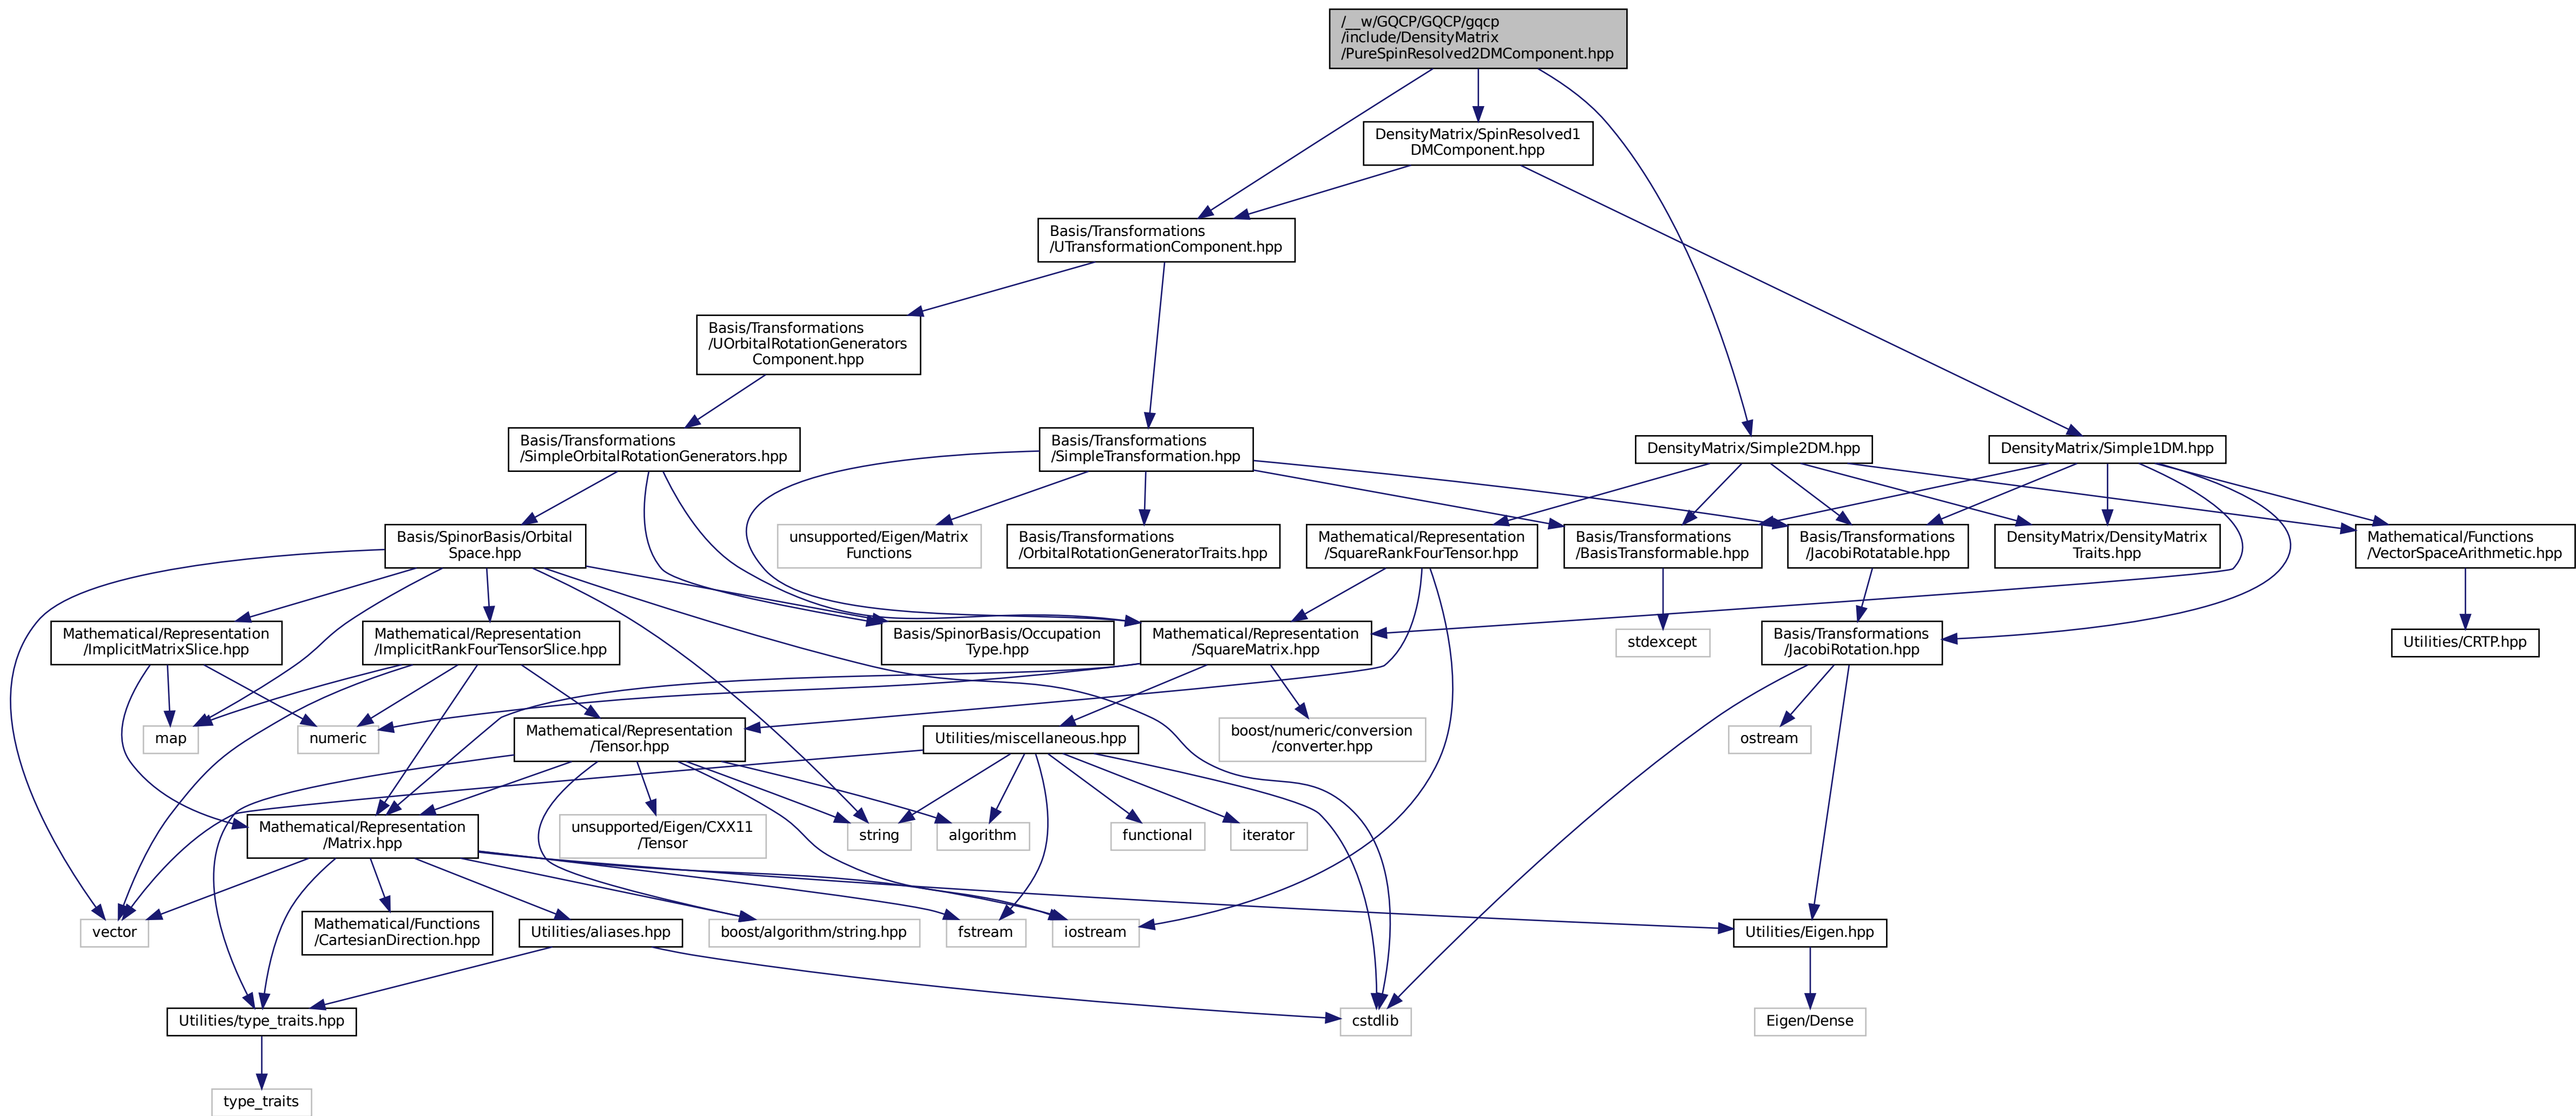 /__w/GQCP/GQCP/gqcp
/include/DensityMatrix
/PureSpinResolved2DMComponent.hpp
DensityMatrix/SpinResolved1
DMComponent.hpp
Basis/Transformations
/UTransformationComponent.hpp
Basis/Transformations
/UOrbitalRotationGenerators
Component.hpp
Basis/Transformations
/SimpleOrbitalRotationGenerators.hpp
Basis/Transformations
/SimpleTransformation.hpp
DensityMatrix/Simple2DM.hpp
DensityMatrix/Simple1DM.hpp
Basis/SpinorBasis/Orbital
Space.hpp
unsupported/Eigen/Matrix
Functions
Basis/Transformations
/OrbitalRotationGeneratorTraits.hpp
Mathematical/Representation
/SquareRankFourTensor.hpp
Basis/Transformations
/BasisTransformable.hpp
Basis/Transformations
/JacobiRotatable.hpp
DensityMatrix/DensityMatrix
Traits.hpp
Mathematical/Functions
/VectorSpaceArithmetic.hpp
Mathematical/Representation
/ImplicitMatrixSlice.hpp
Mathematical/Representation
/ImplicitRankFourTensorSlice.hpp
Basis/SpinorBasis/Occupation
Type.hpp
Mathematical/Representation
/SquareMatrix.hpp
stdexcept
Basis/Transformations
/JacobiRotation.hpp
Utilities/CRTP.hpp
map
numeric
Mathematical/Representation
/Tensor.hpp
Utilities/miscellaneous.hpp
boost/numeric/conversion
/converter.hpp
ostream
Mathematical/Representation
/Matrix.hpp
unsupported/Eigen/CXX11
/Tensor
string
algorithm
functional
iterator
vector
Mathematical/Functions
/CartesianDirection.hpp
Utilities/aliases.hpp
boost/algorithm/string.hpp
fstream
iostream
Utilities/Eigen.hpp
Utilities/type_traits.hpp
cstdlib
Eigen/Dense
type_traits